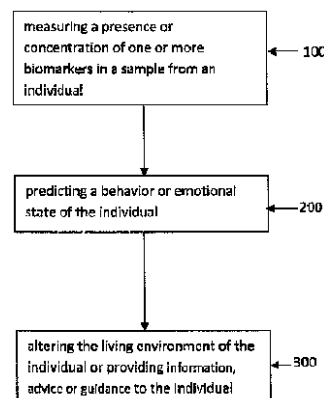 measuring a presence or
concentration of one or more
biomarkers in a sample from an
individual
100
predicting a behavior or emotional
state of the individual
200
altering the living environment of the
individual or providing information,
advice or guidance to the individual
300